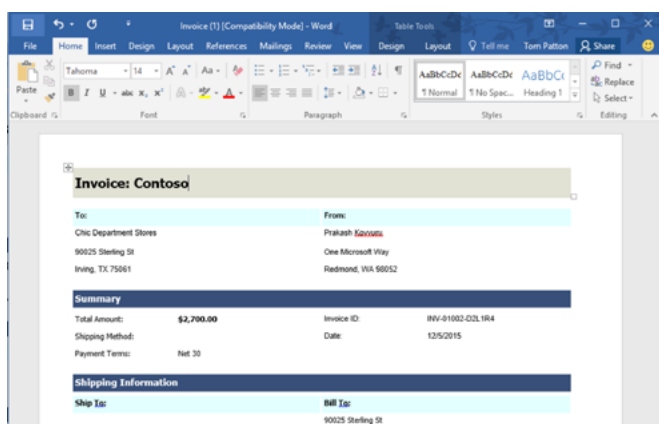 Invoice (1) [Compatibility Mode] - Word
Table Tools
File Home Insert Design Layout References Mailings Review View Design Layout Tell me Tom Patton Share
Tahoma 14 A A Aa
Find
Replace
Select
Paste
B I U abc x, x² A A
AaBbCcDc AaBbCcDc AaBbCc
¶ Normal ¶ No Spac... Heading 1
Clipboard Font Paragraph Styles Editing
Invoice: Contoso
To: From:
Chic Department Stores Prakash Kovvuru
90025 Sterling St One Microsoft Way
Irving, TX 75061 Redmond, WA 98052
Summary
Total Amount: $2,700.00 Invoice ID: INV-01002-D2L1R4
Shipping Method: Date: 12/5/2015
Payment Terms: Net 30
Shipping Information
Ship To: Bill To:
90025 Sterling St